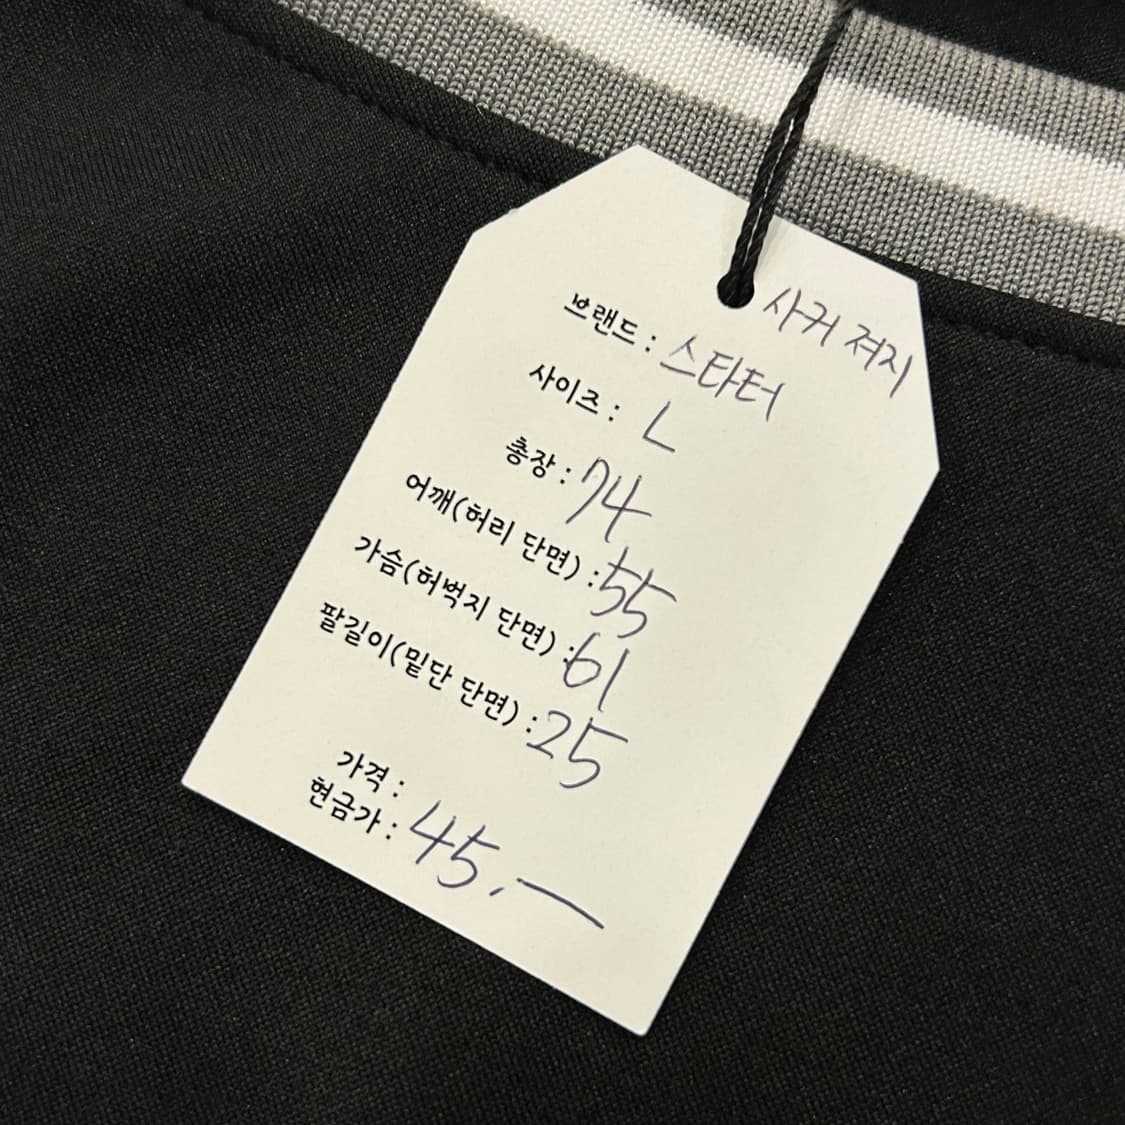 사커 져지
브랜드 : 스타터
사이즈 : L
총장 : 74
어깨(허리 단면) : 55
가슴(허벅지 단면) : 61
팔길이(밑단 단면) : 25
가격 :
현금가 : 45,—